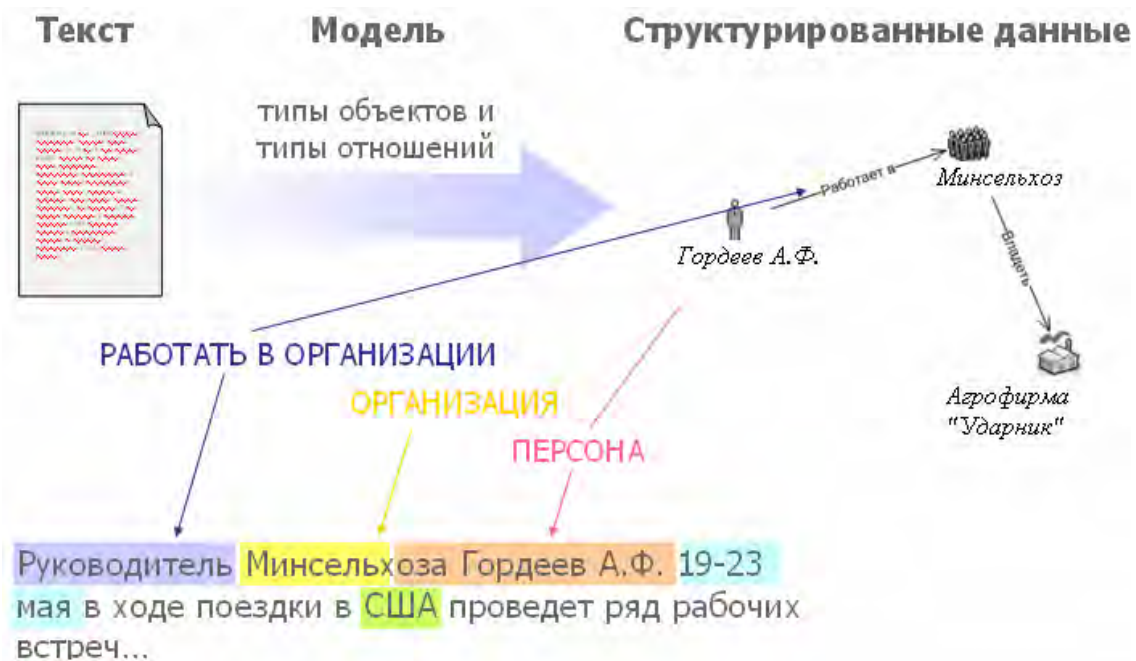 Текст
Модель
Структурированные данные
типы объектов и
типы отношений
Работает в
Минсельхоз
Гордеев А.Ф.
Владеть
РАБОТАТЬ В ОРГАНИЗАЦИИ
ОРГАНИЗАЦИЯ
ПЕРСОНА
Агрофирма
"Ударник"
Руководитель Минсельхоза Гордеев А.Ф. 19-23
мая в ходе поездки в США проведет ряд рабочих
встреч...